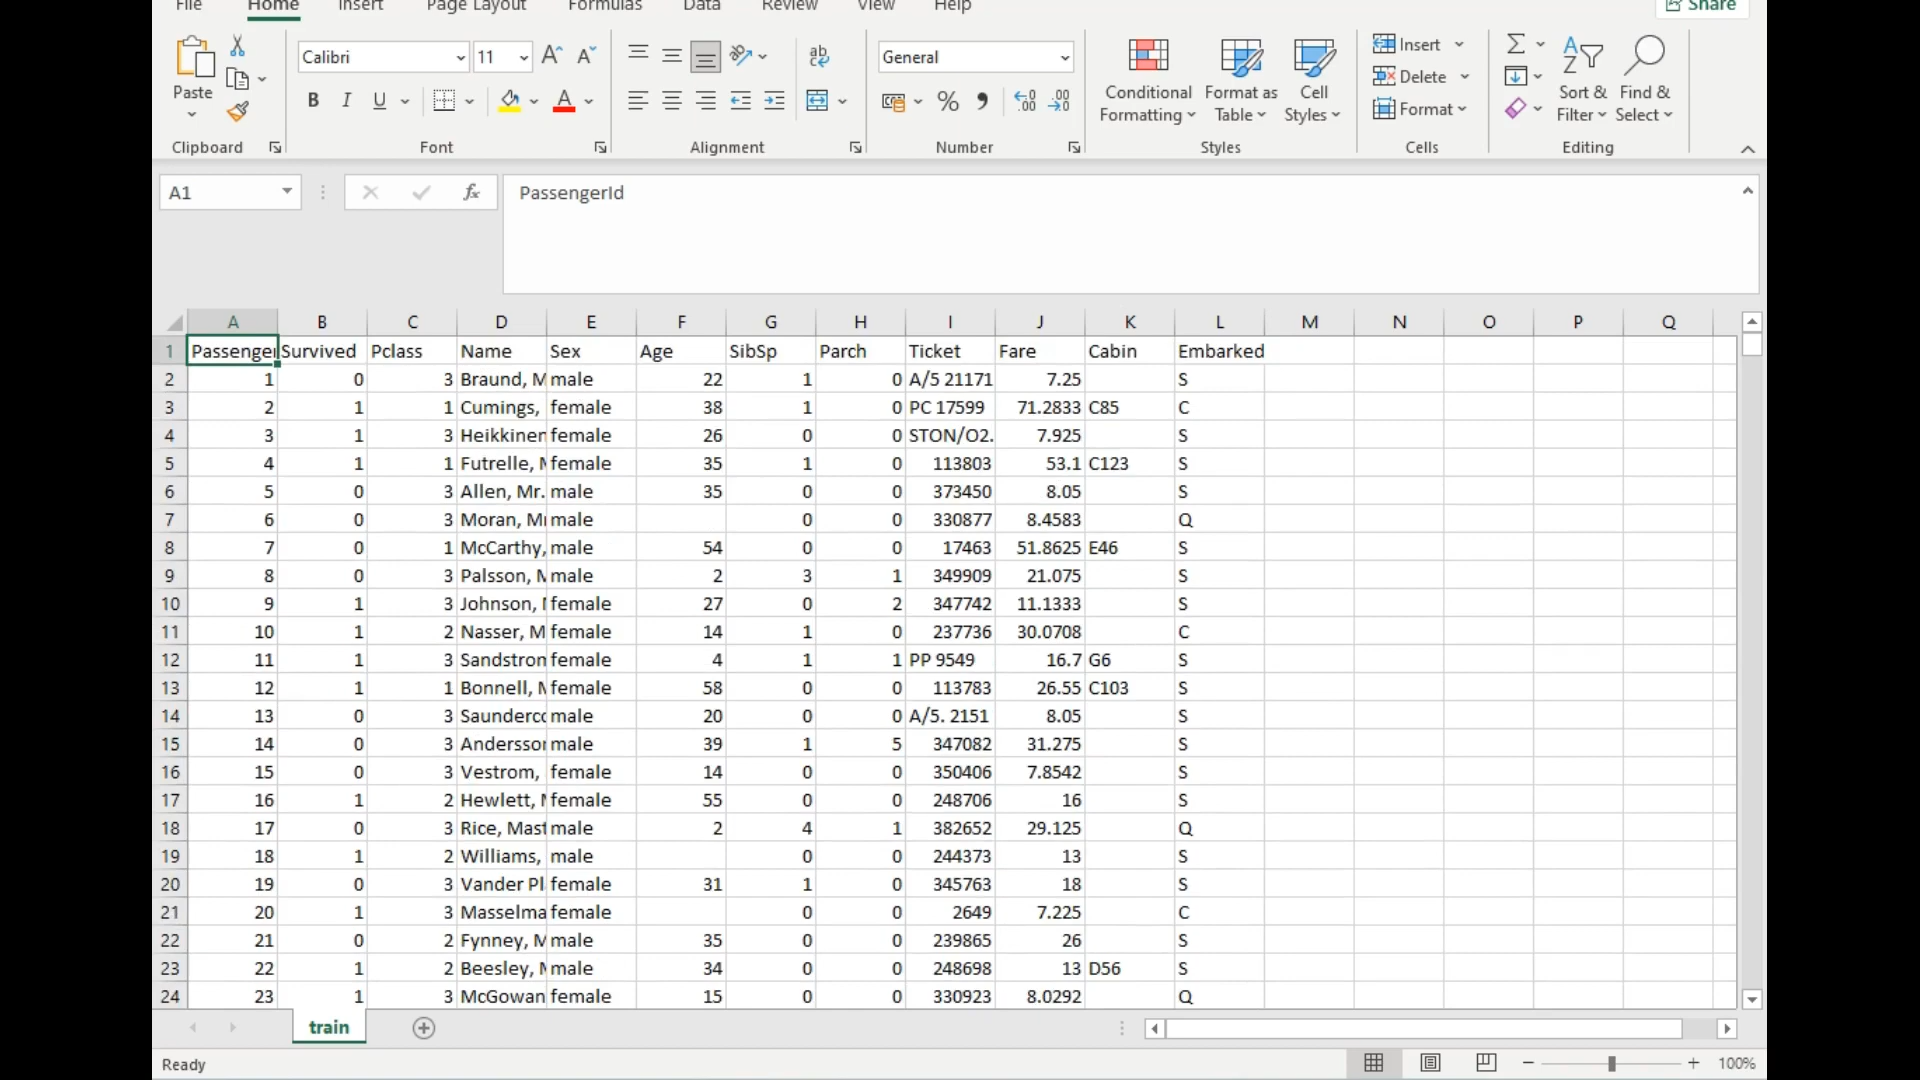 File Home Insert Page Layout Formulas Data Review View Help Share
Calibri 11 General Insert
Paste Conditional Formatting Format as Table Cell Styles Delete Sort & Filter Find & Select
B I U Format
Clipboard Font Alignment Number Styles Cells Editing
A1 fx PassengerId
A B C D E F G H I J K L M N O P Q
1 Passenger Survived Pclass Name Sex Age SibSp Parch Ticket Fare Cabin Embarked
2 1 0 3 Braund, M male 22 1 0 A/5 21171 7.25 S
3 2 1 1 Cumings, female 38 1 0 PC 17599 71.2833 C85 C
4 3 1 3 Heikkinen female 26 0 0 STON/O2. 7.925 S
5 4 1 1 Futrelle, M female 35 1 0 113803 53.1 C123 S
6 5 0 3 Allen, Mr. male 35 0 0 373450 8.05 S
7 6 0 3 Moran, Mr male 0 0 330877 8.4583 Q
8 7 0 1 McCarthy, male 54 0 0 17463 51.8625 E46 S
9 8 0 3 Palsson, M male 2 3 1 349909 21.075 S
10 9 1 3 Johnson, female 27 0 2 347742 11.1333 S
11 10 1 2 Nasser, M female 14 1 0 237736 30.0708 C
12 11 1 3 Sandstrom female 4 1 1 PP 9549 16.7 G6 S
13 12 1 1 Bonnell, M female 58 0 0 113783 26.55 C103 S
14 13 0 3 Saunderco male 20 0 0 A/5. 2151 8.05 S
15 14 0 3 Andersson male 39 1 5 347082 31.275 S
16 15 0 3 Vestrom, female 14 0 0 350406 7.8542 S
17 16 1 2 Hewlett, female 55 0 0 248706 16 S
18 17 0 3 Rice, Mast male 2 4 1 382652 29.125 Q
19 18 1 2 Williams, male 0 0 244373 13 S
20 19 0 3 Vander Pl female 31 1 0 345763 18 S
21 20 1 3 Masselma female 0 0 2649 7.225 C
22 21 0 2 Fynney, M male 35 0 0 239865 26 S
23 22 1 2 Beesley, M male 34 0 0 248698 13 D56 S
24 23 1 3 McGowan female 15 0 0 330923 8.0292 Q
train
Ready 100%